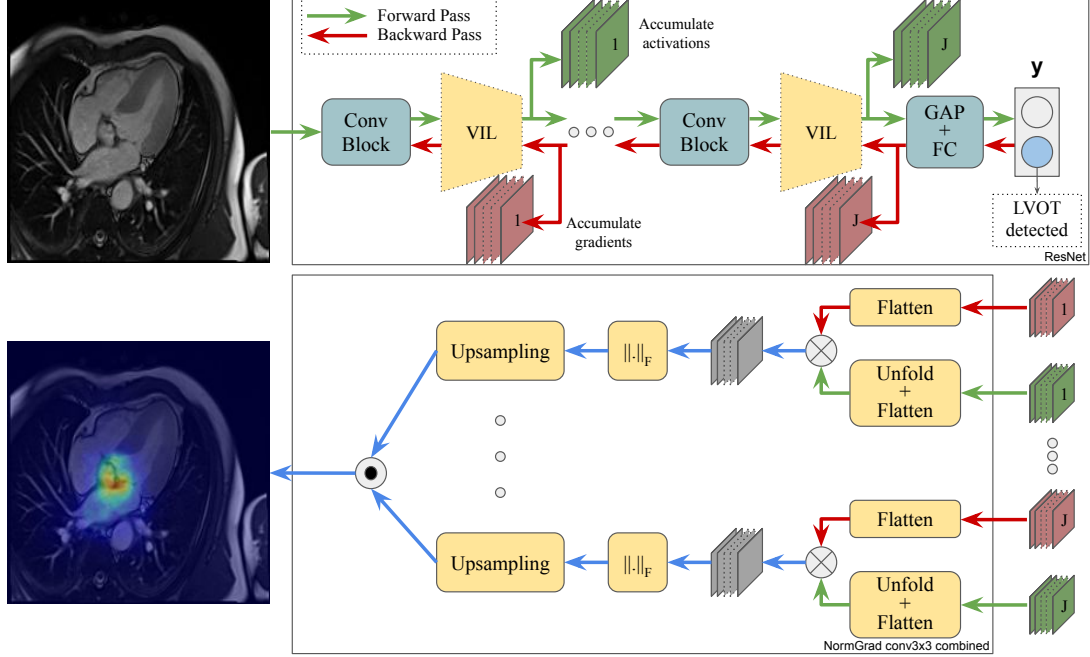 Forward Pass
Backward Pass
Accumulate
activations
1
J
y
Conv
Block
VIL
Conv
Block
VIL
GAP
+
FC
1
Accumulate
gradients
J
LVOT
detected
ResNet
Flatten
1
Upsampling
||.||F
Unfold
+
Flatten
1
Flatten
J
Upsampling
||.||F
Unfold
+
Flatten
J
NormGrad conv3x3 combined